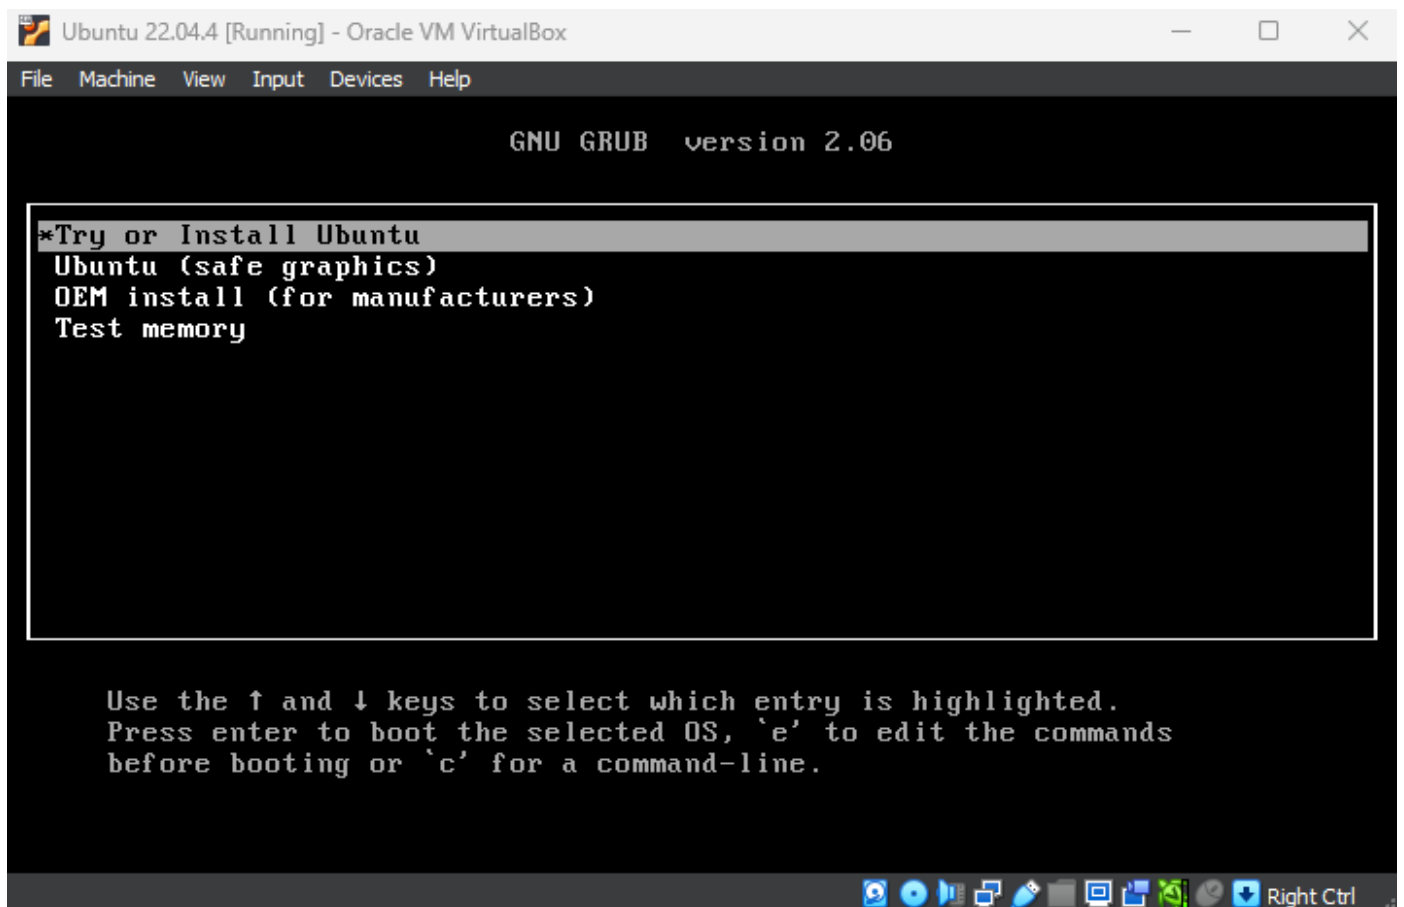 Ubuntu 22.04.4 [Running] - Oracle VM VirtualBox
File Machine View Input Devices Help
GNU GRUB version 2.06
*Try or Install Ubuntu
Ubuntu (safe graphics)
OEM install (for manufacturers)
Test memory
Use the ↑ and ↓ keys to select which entry is highlighted.
Press enter to boot the selected OS, `e' to edit the commands
before booting or `c' for a command-line.
Right Ctrl